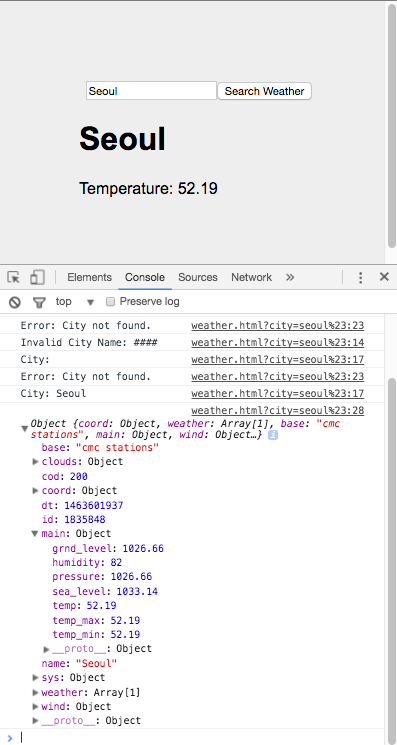 Seoul Search Weather
Seoul
Temperature: 52.19
Elements Console Sources Network »
top ▼ Preserve log
Error: City not found. weather.html?city=seoul%23:23
Invalid City Name: #### weather.html?city=seoul%23:14
City: weather.html?city=seoul%23:17
Error: City not found. weather.html?city=seoul%23:23
City: Seoul weather.html?city=seoul%23:17
weather.html?city=seoul%23:28
Object {coord: Object, weather: Array[1], base: "cmc
stations", main: Object, wind: Object…} i
base: "cmc stations"
clouds: Object
cod: 200
coord: Object
dt: 1463601937
id: 1835848
main: Object
grnd_level: 1026.66
humidity: 82
pressure: 1026.66
sea_level: 1033.14
temp: 52.19
temp_max: 52.19
temp_min: 52.19
__proto__: Object
name: "Seoul"
sys: Object
weather: Array[1]
wind: Object
__proto__: Object